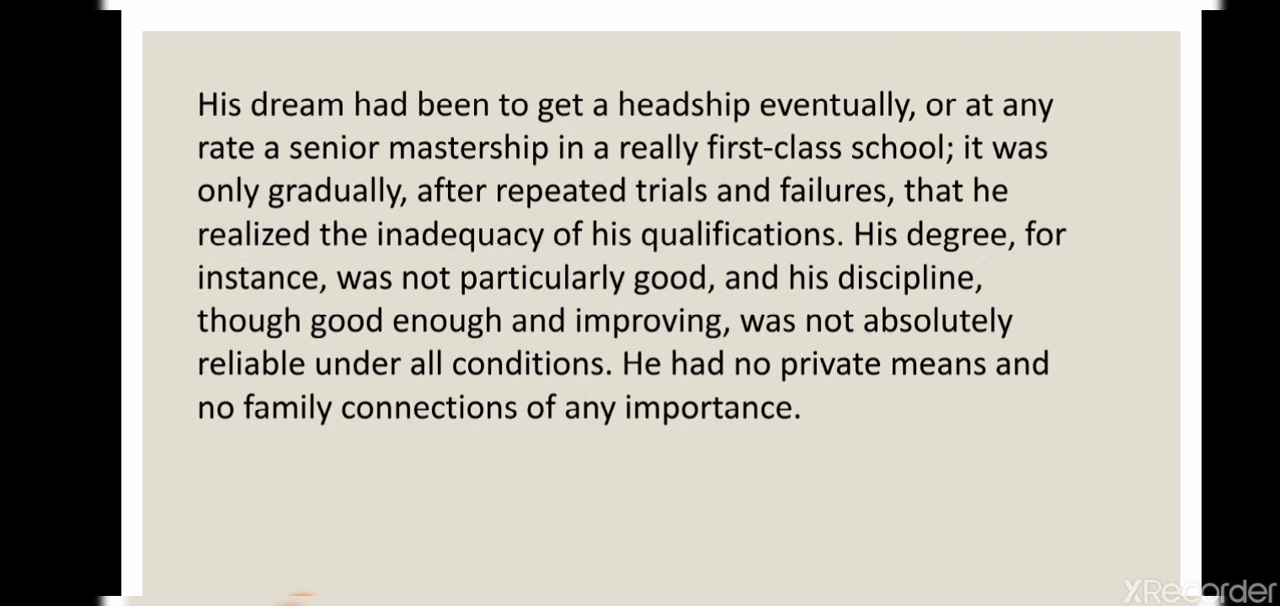 His dream had been to get a headship eventually, or at any
rate a senior mastership in a really first-class school; it was
only gradually, after repeated trials and failures, that he
realized the inadequacy of his qualifications. His degree, for
instance, was not particularly good, and his discipline,
though good enough and improving, was not absolutely
reliable under all conditions. He had no private means and
no family connections of any importance.
XRecorder